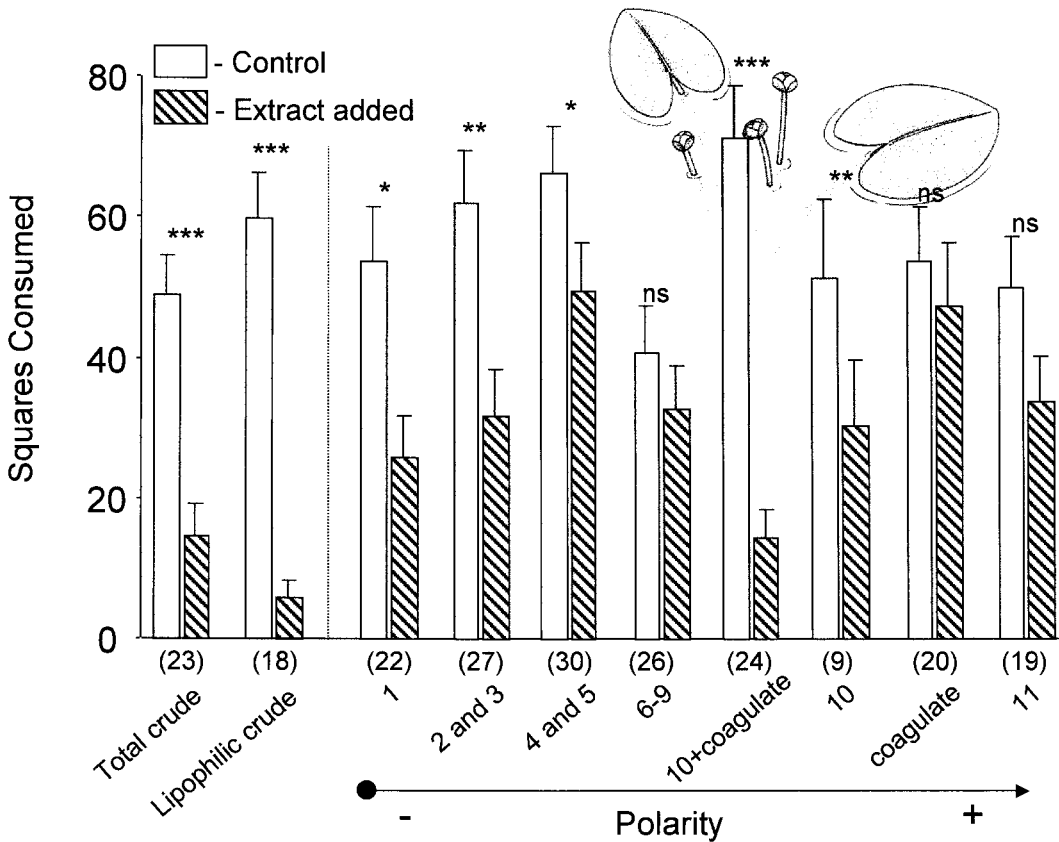 - Control
- Extract added
Squares Consumed
80
60
40
20
0
***
***
*
**
*
ns
***
**
ns
ns
(23) (18) (22) (27) (30) (26) (24) (9) (20) (19)
Total crude
Lipophilic crude
1
2 and 3
4 and 5
6-9
10+coagulate
10
coagulate
11
- Polarity +